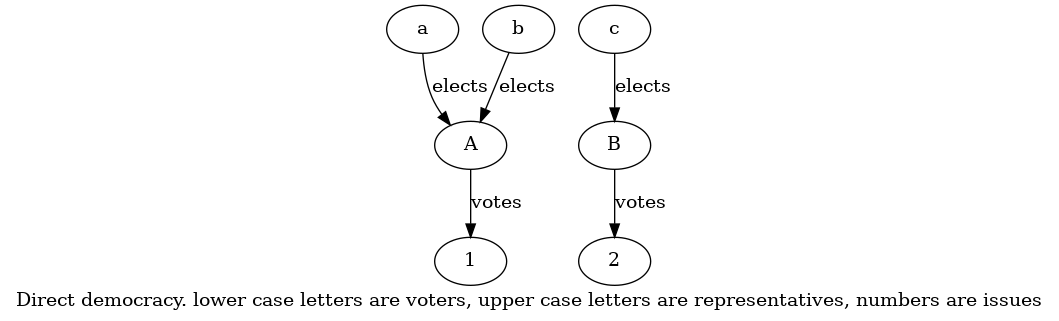 a b c
elects elects elects
A B
votes votes
1 2
Direct democracy. lower case letters are voters, upper case letters are representatives, numbers are issues